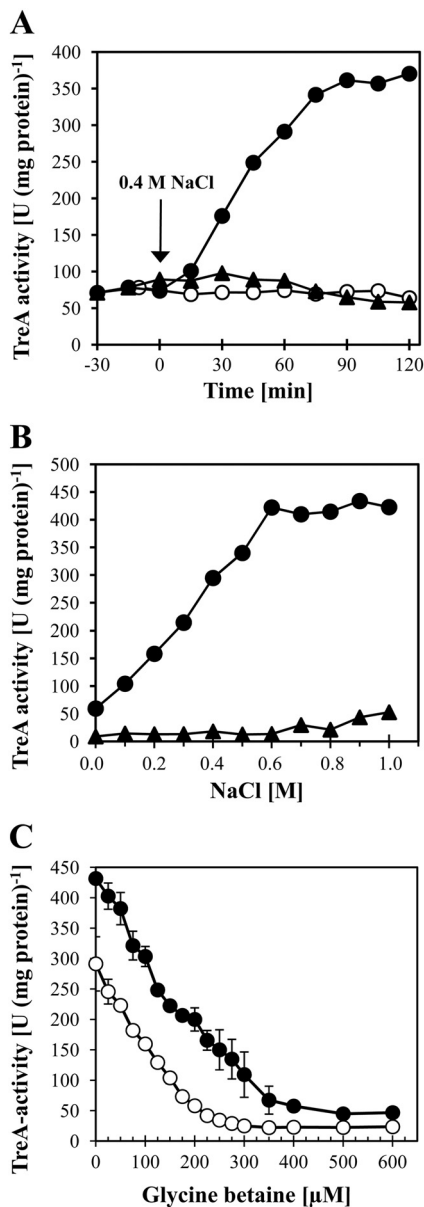 A
TreA activity [U (mg protein)-1]
400
350
300
250
200
150
100
50
0
0.4 M NaCl
-30 0 30 60 90 120
Time [min]
B
TreA activity [U (mg protein)-1]
500
450
400
350
300
250
200
150
100
50
0
0.0 0.2 0.4 0.6 0.8 1.0
NaCl [M]
C
TreA-activity [U (mg protein)-1]
450
400
350
300
250
200
150
100
50
0
0 100 200 300 400 500 600
Glycine betaine [µM]